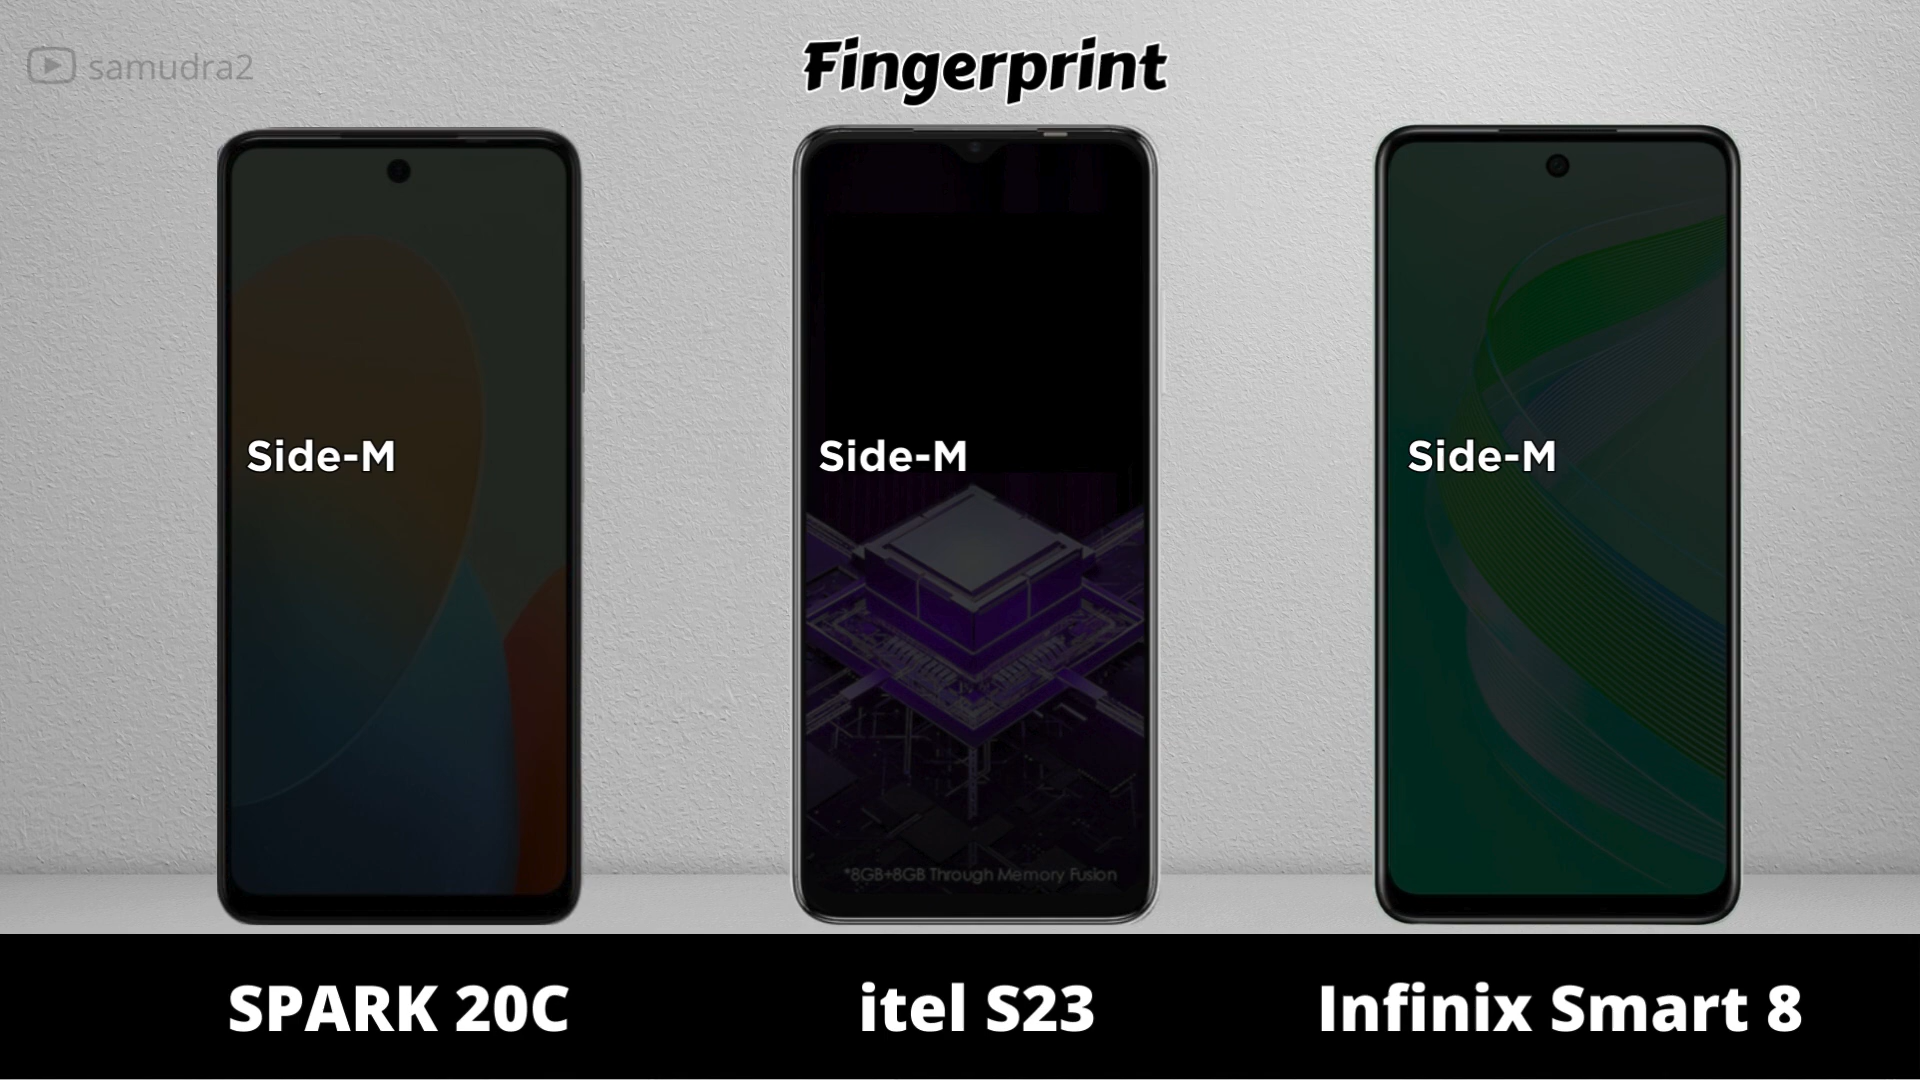 samudra2
Fingerprint
Side-M
Side-M
Side-M
*8GB+8GB Through Memory Fusion
SPARK 20C
itel S23
Infinix Smart 8